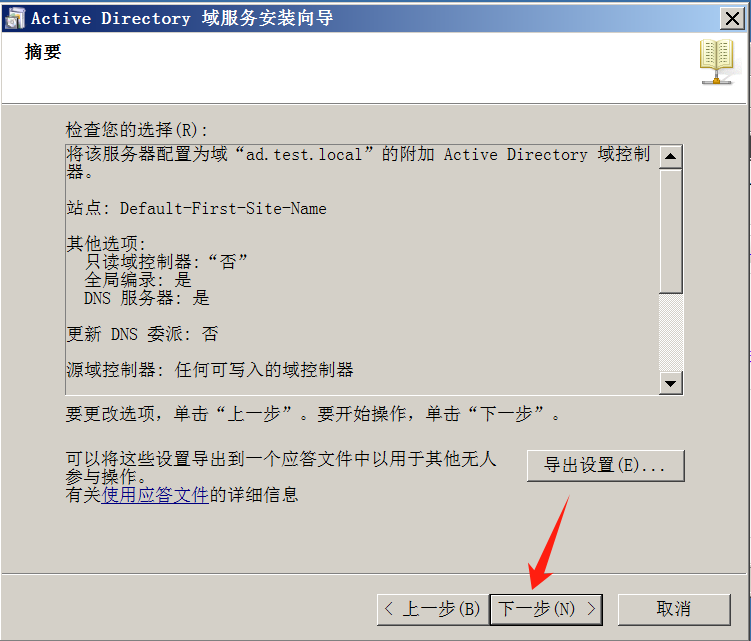 Active Directory 域服务安装向导
摘要
检查您的选择(R):
将该服务器配置为域“ad.test.local”的附加 Active Directory 域控制
器。
站点: Default-First-Site-Name
其他选项:
只读域控制器:“否”
全局编录: 是
DNS 服务器: 是
更新 DNS 委派: 否
源域控制器: 任何可写入的域控制器
要更改选项，单击“上一步”。要开始操作，单击“下一步”。
可以将这些设置导出到一个应答文件中以用于其他无人
参与操作。
有关使用应答文件的详细信息
导出设置(E)...
< 上一步(B)
下一步(N) >
取消